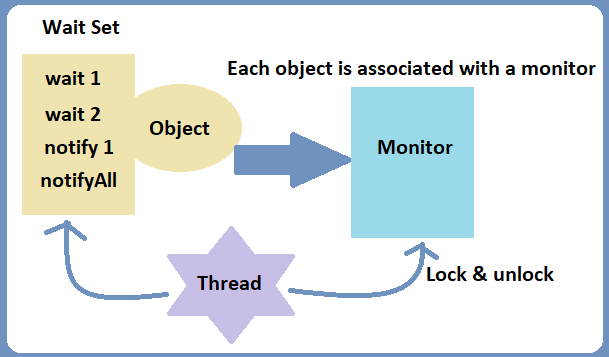 Wait Set
wait 1
wait 2
notify 1
notifyAll
Object
Each object is associated with a monitor
Monitor
Thread
Lock & unlock